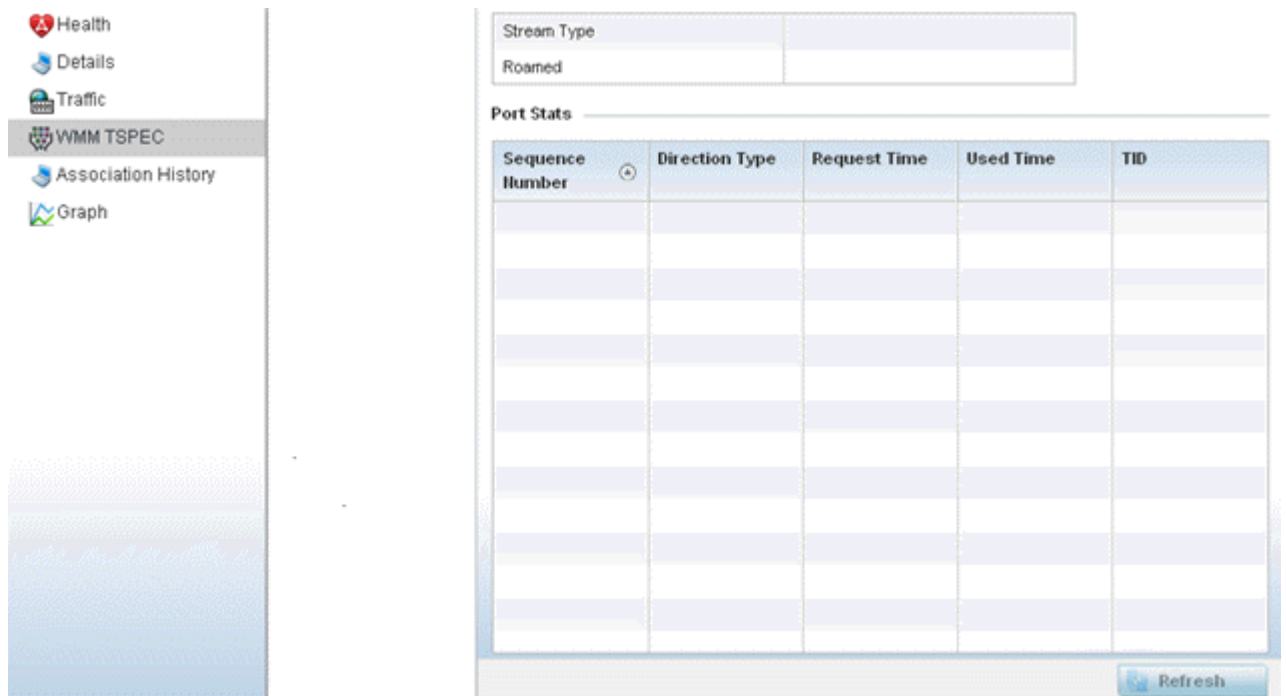 Health
Details
Traffic
WMM TSPEC
Association History
Graph
Stream Type
Roamed
Port Stats
Sequence Number
Direction Type
Request Time
Used Time
TID
Refresh